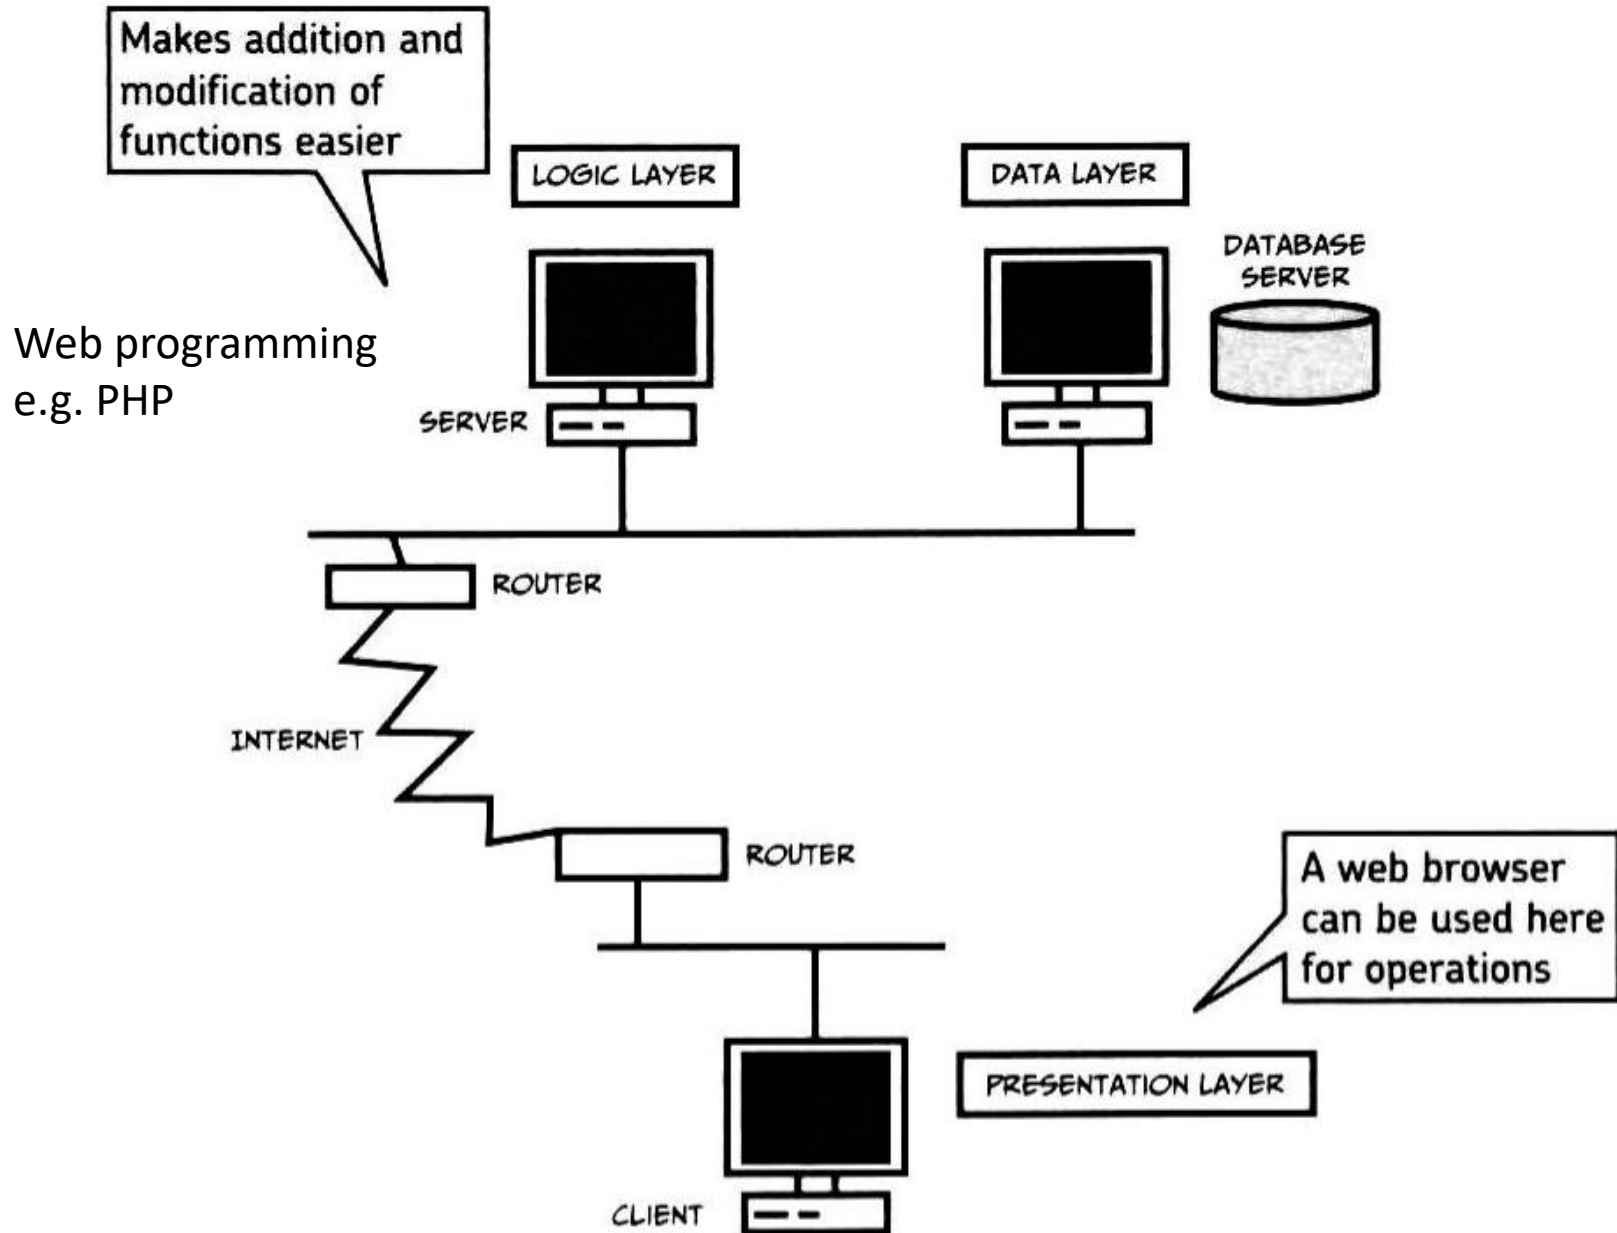 Makes addition and
modification of
functions easier
LOGIC LAYER
DATA LAYER
DATABASE
SERVER
Web programming
e.g. PHP
SERVER
ROUTER
INTERNET
ROUTER
A web browser
can be used here
for operations
PRESENTATION LAYER
CLIENT